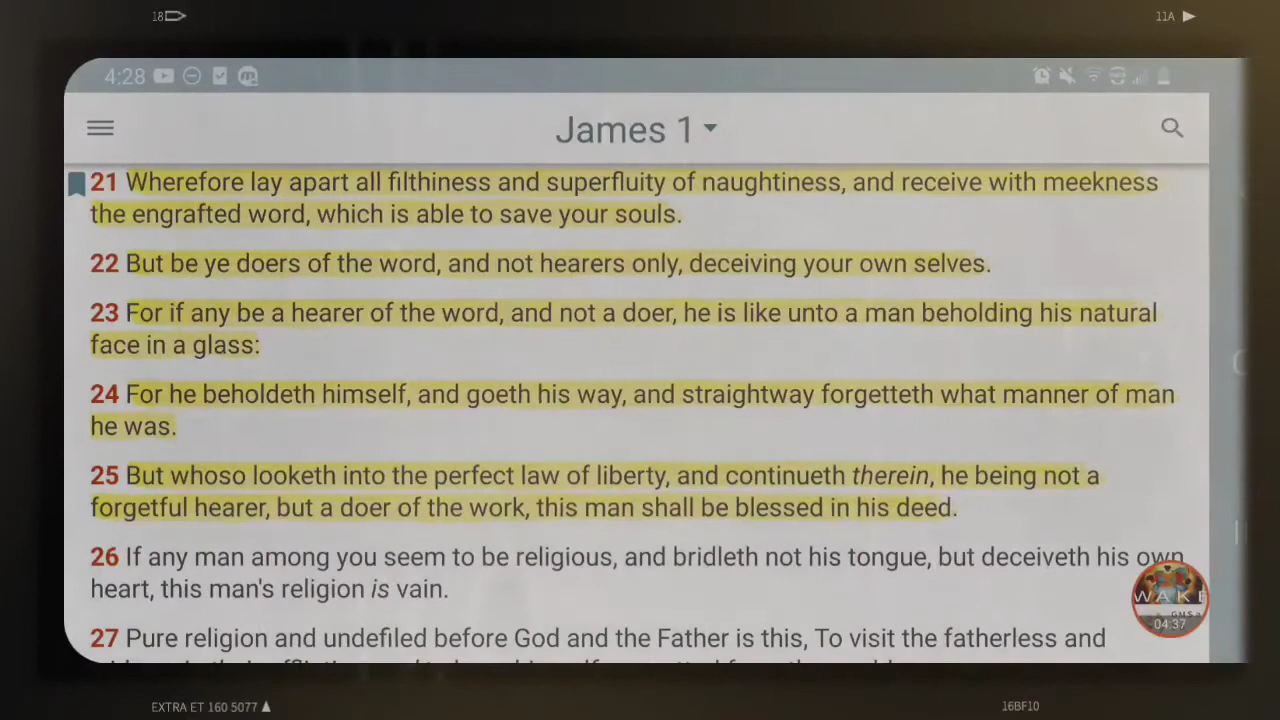 18
11A
4:28
James 1
21 Wherefore lay apart all filthiness and superfluity of naughtiness, and receive with meekness
the engrafted word, which is able to save your souls.
22 But be ye doers of the word, and not hearers only, deceiving your own selves.
23 For if any be a hearer of the word, and not a doer, he is like unto a man beholding his natural
face in a glass:
24 For he beholdeth himself, and goeth his way, and straightway forgetteth what manner of man
he was.
25 But whoso looketh into the perfect law of liberty, and continueth therein, he being not a
forgetful hearer, but a doer of the work, this man shall be blessed in his deed.
26 If any man among you seem to be religious, and bridleth not his tongue, but deceiveth his own
heart, this man's religion is vain.
WAKE
04:37
27 Pure religion and undefiled before God and the Father is this, To visit the fatherless and
EXTRA ET 160 5077
16BF10